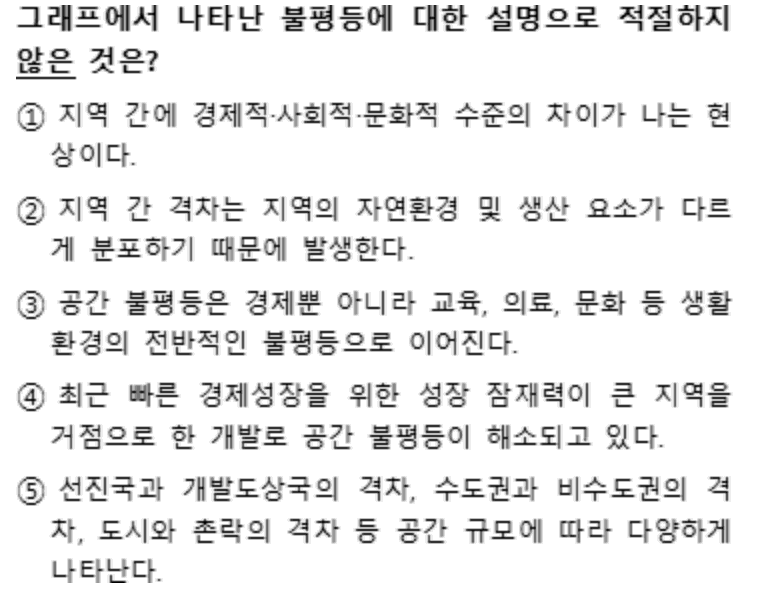 그래프에서 나타난 불평등에 대한 설명으로 적절하지
않은 것은?
① 지역 간에 경제적·사회적·문화적 수준의 차이가 나는 현
상이다.
② 지역 간 격차는 지역의 자연환경 및 생산 요소가 다르
게 분포하기 때문에 발생한다.
③ 공간 불평등은 경제뿐 아니라 교육, 의료, 문화 등 생활
환경의 전반적인 불평등으로 이어진다.
④ 최근 빠른 경제성장을 위한 성장 잠재력이 큰 지역을
거점으로 한 개발로 공간 불평등이 해소되고 있다.
⑤ 선진국과 개발도상국의 격차, 수도권과 비수도권의 격
차, 도시와 촌락의 격차 등 공간 규모에 따라 다양하게
나타난다.